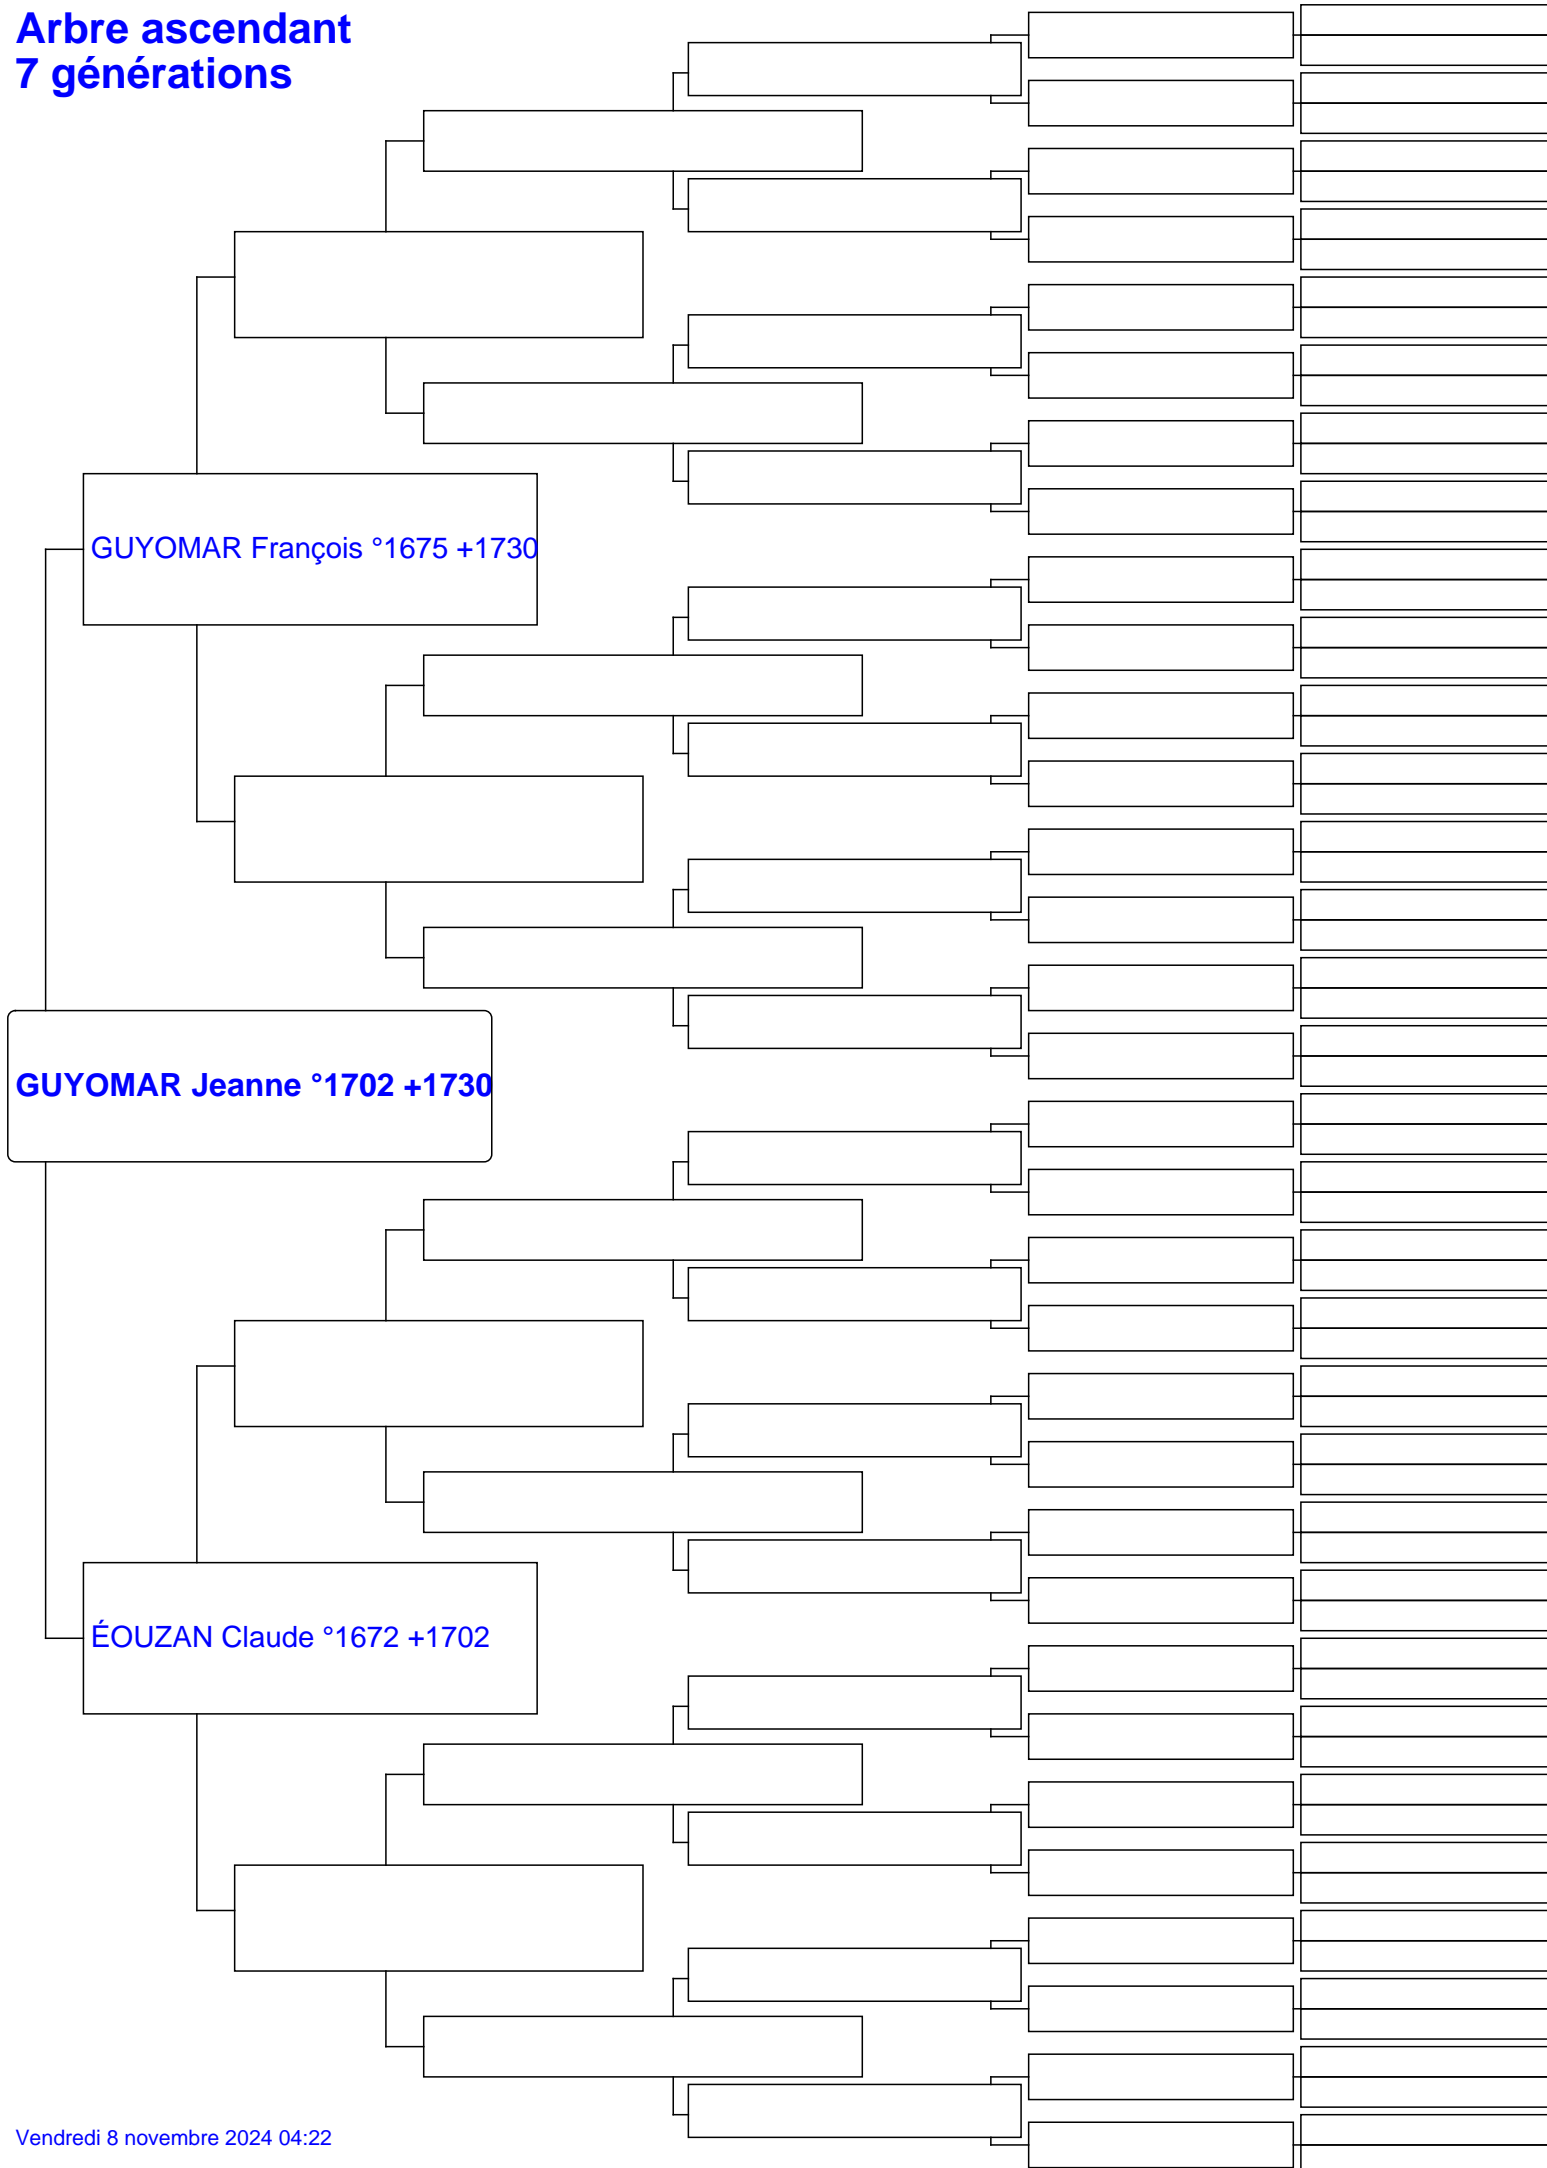 Arbre ascendant
7 générations
GUYOMAR François °1675 +1730
GUYOMAR Jeanne °1702 +1730
ÉOUZAN Claude °1672 +1702
Vendredi 8 novembre 2024 04:22